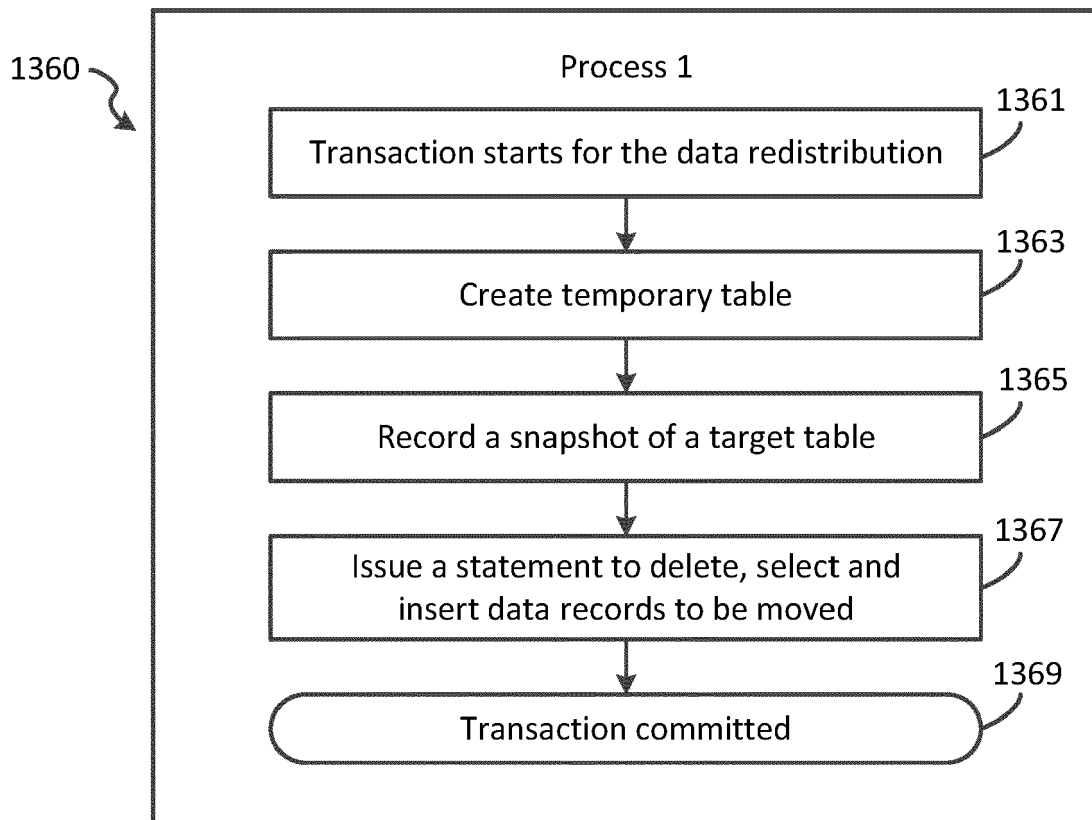 1360
Process 1
1361
Transaction starts for the data redistribution
1363
Create temporary table
1365
Record a snapshot of a target table
1367
Issue a statement to delete, select and
insert data records to be moved
1369
Transaction committed